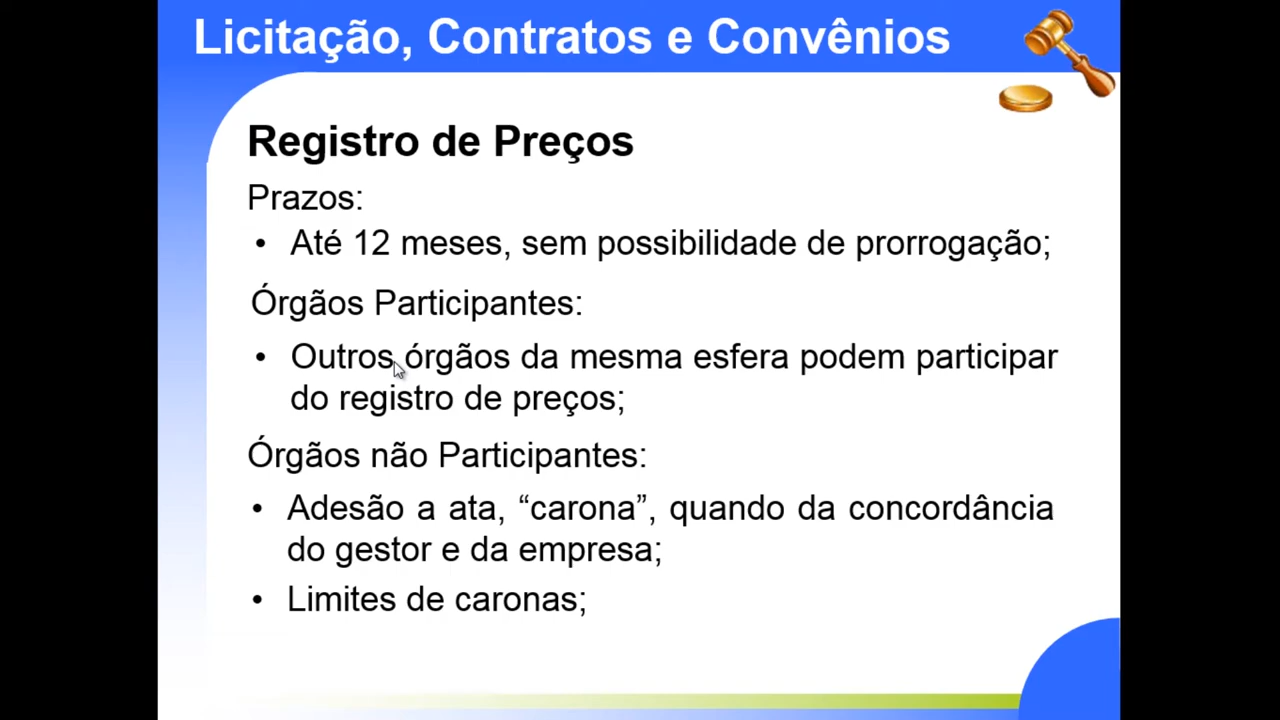 Licitação, Contratos e Convênios
Registro de Preços
Prazos:
• Até 12 meses, sem possibilidade de prorrogação;
Órgãos Participantes:
• Outros órgãos da mesma esfera podem participar
do registro de preços;
Órgãos não Participantes:
• Adesão a ata, “carona”, quando da concordância
do gestor e da empresa;
• Limites de caronas;